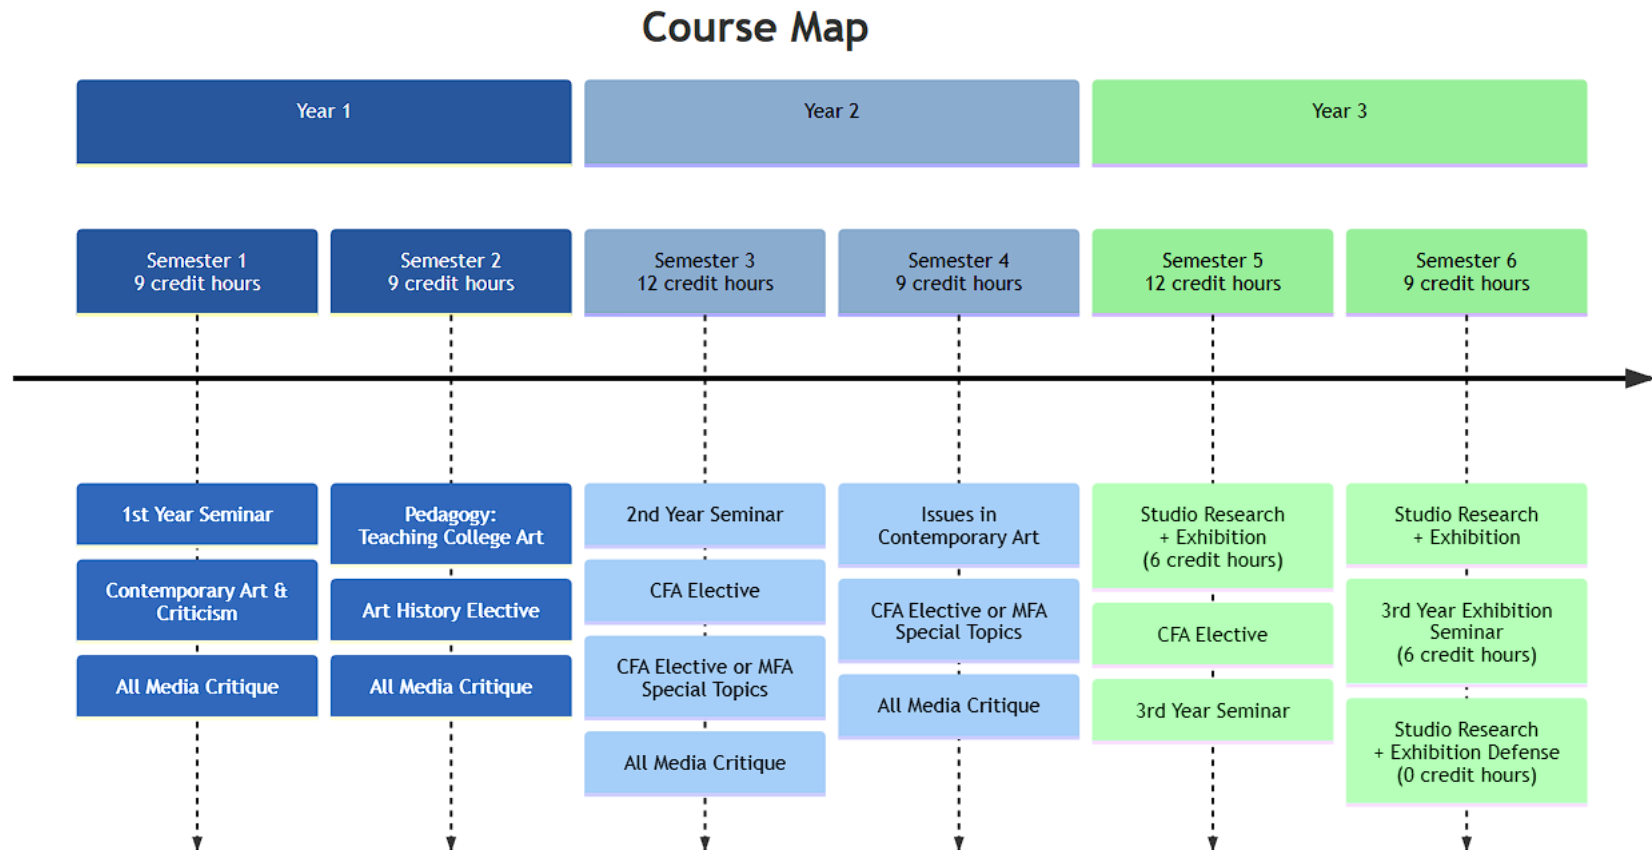 Course Map
Year 1
Year 2
Year 3
Semester 1
9 credit hours
Semester 2
9 credit hours
Semester 3
12 credit hours
Semester 4
9 credit hours
Semester 5
12 credit hours
Semester 6
9 credit hours
1st Year Seminar
Contemporary Art &
Criticism
All Media Critique
Pedagogy:
Teaching College Art
Art History Elective
All Media Critique
2nd Year Seminar
CFA Elective
CFA Elective or MFA
Special Topics
All Media Critique
Issues in
Contemporary Art
CFA Elective or MFA
Special Topics
All Media Critique
Studio Research
+ Exhibition
(6 credit hours)
CFA Elective
3rd Year Seminar
Studio Research
+ Exhibition
3rd Year Exhibition
Seminar
(6 credit hours)
Studio Research
+ Exhibition Defense
(0 credit hours)